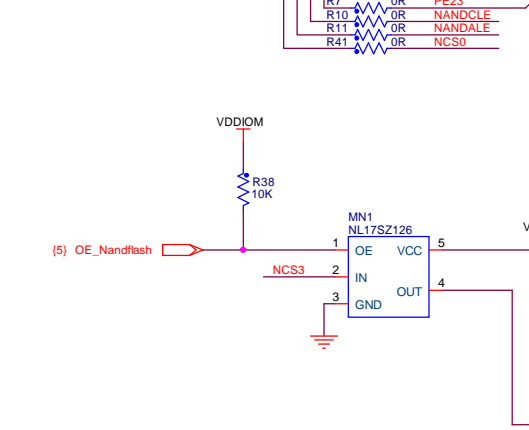 R7 0R PE23
R10 0R NANDCLE
R11 0R NANDALE
R41 0R NCS0
VDDIOM
R38
10K
MN1
NL17SZ126
{5} OE_Nandflash
1 OE VCC 5
NCS3 2 IN
OUT 4
3 GND
V